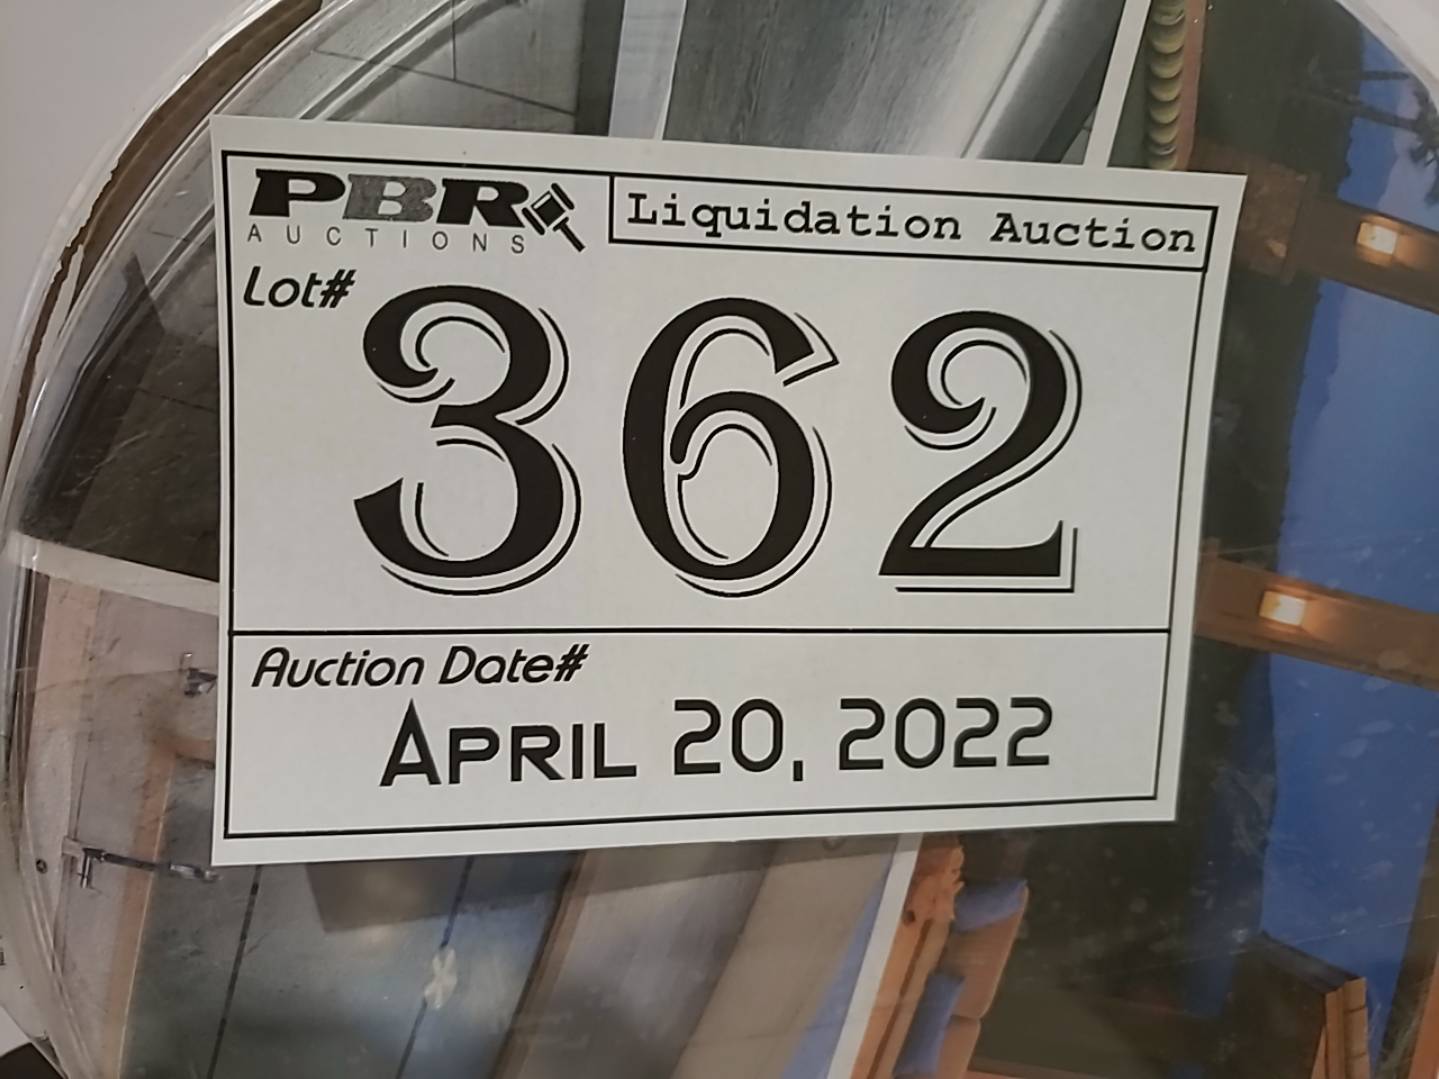 PBR
AUCTIONS
Liquidation Auction
Lot#
362
Auction Date#
April 20, 2022